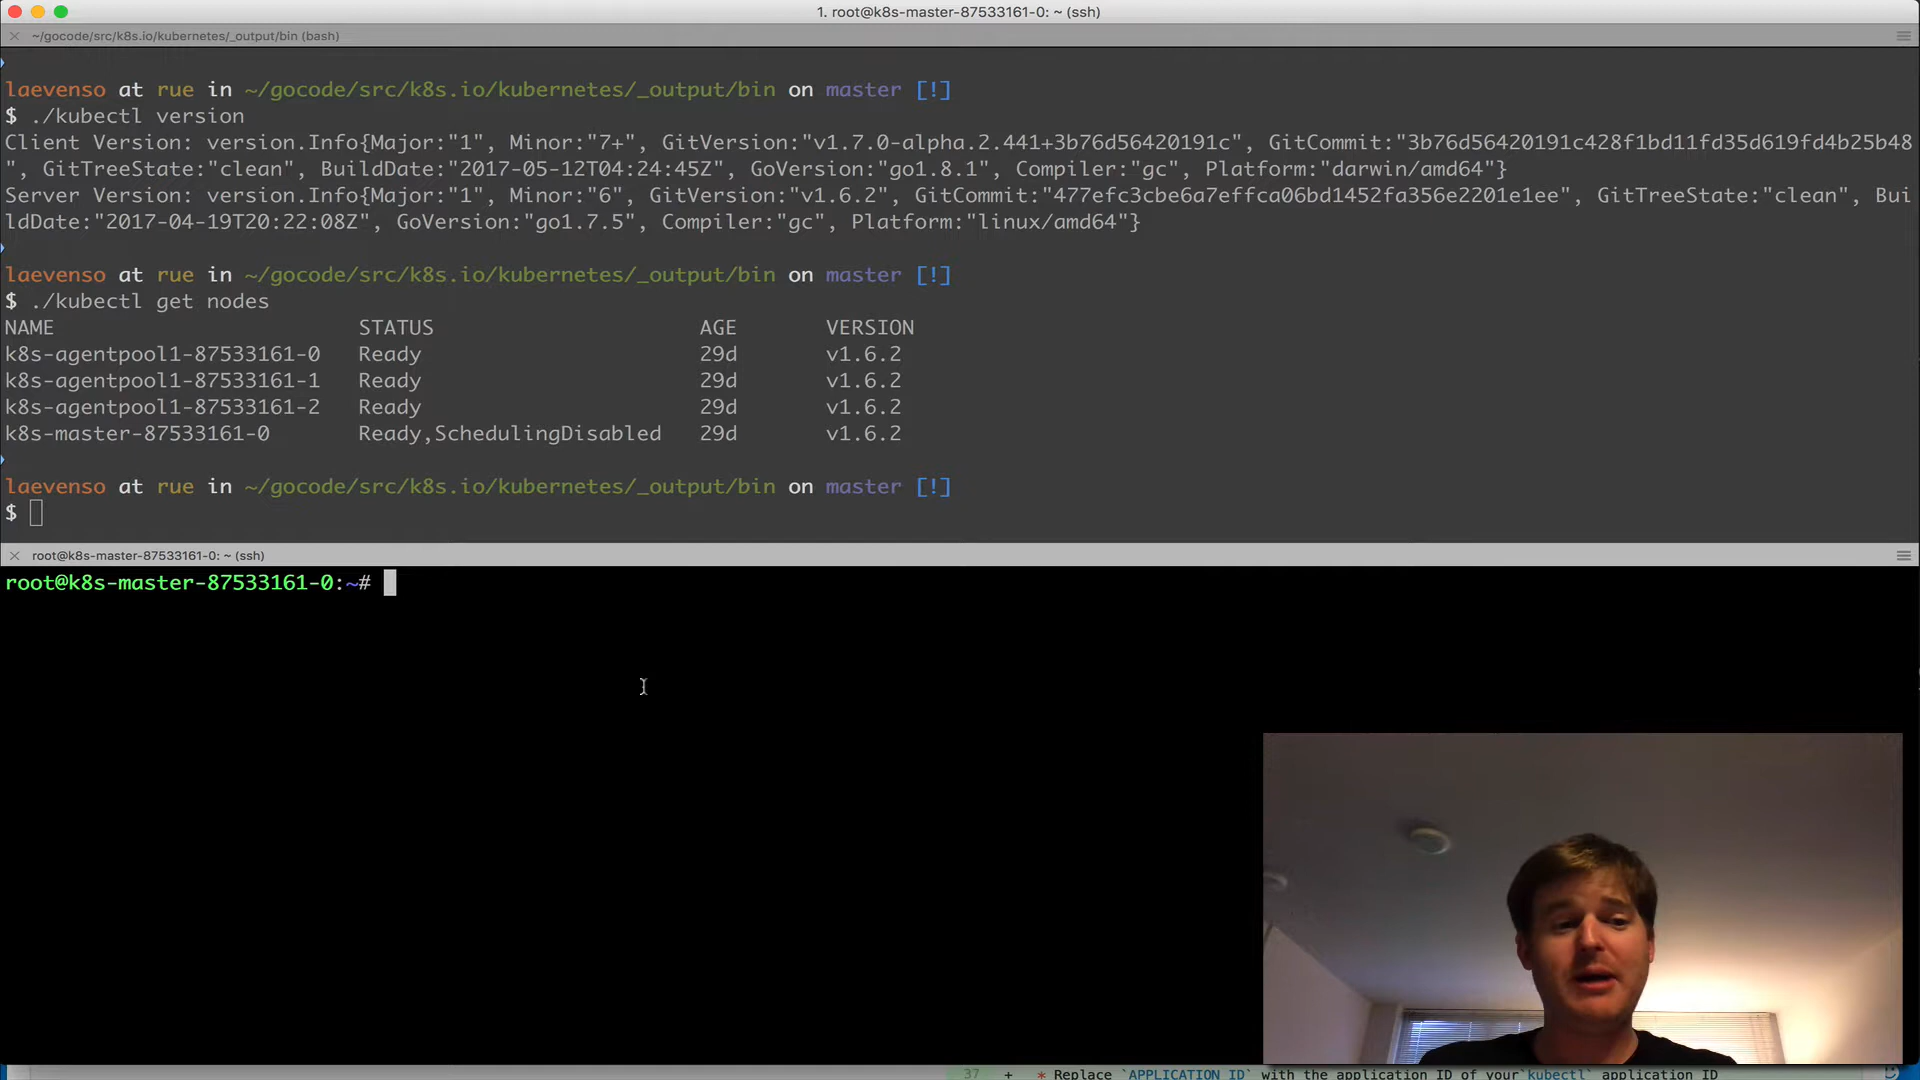 1. root@k8s-master-87533161-0: ~ (ssh)
~/gocode/src/k8s.io/kubernetes/_output/bin (bash)
laevenso at rue in ~/gocode/src/k8s.io/kubernetes/_output/bin on master [!]
$ ./kubectl version
Client Version: version.Info{Major:"1", Minor:"7+", GitVersion:"v1.7.0-alpha.2.441+3b76d56420191c", GitCommit:"3b76d56420191c428f1bd11fd35d619fd4b25b48
", GitTreeState:"clean", BuildDate:"2017-05-12T04:24:45Z", GoVersion:"go1.8.1", Compiler:"gc", Platform:"darwin/amd64"}
Server Version: version.Info{Major:"1", Minor:"6", GitVersion:"v1.6.2", GitCommit:"477efc3cbe6a7effca06bd1452fa356e2201e1ee", GitTreeState:"clean", Bui
ldDate:"2017-04-19T20:22:08Z", GoVersion:"go1.7.5", Compiler:"gc", Platform:"linux/amd64"}
laevenso at rue in ~/gocode/src/k8s.io/kubernetes/_output/bin on master [!]
$ ./kubectl get nodes
NAME STATUS AGE VERSION
k8s-agentpool1-87533161-0 Ready 29d v1.6.2
k8s-agentpool1-87533161-1 Ready 29d v1.6.2
k8s-agentpool1-87533161-2 Ready 29d v1.6.2
k8s-master-87533161-0 Ready,SchedulingDisabled 29d v1.6.2
laevenso at rue in ~/gocode/src/k8s.io/kubernetes/_output/bin on master [!]
$
root@k8s-master-87533161-0: ~ (ssh)
root@k8s-master-87533161-0:~#
37 + * Replace `APPLICATION_ID` with the application ID of your`kubectl` application ID